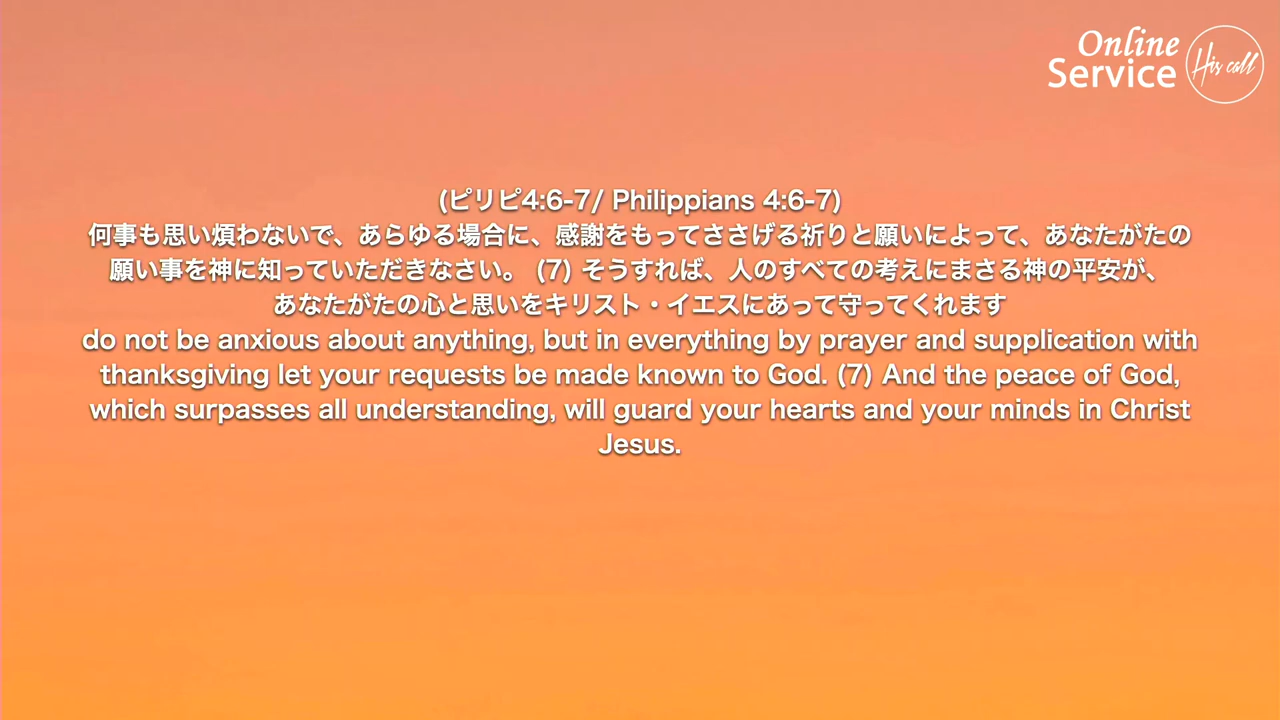 Online
Service
His call
(ピリピ4:6-7/ Philippians 4:6-7)
何事も思い煩わないで、あらゆる場合に、感謝をもってささげる祈りと願いによって、あなたがたの
願い事を神に知っていただきなさい。 (7) そうすれば、人のすべての考えにまさる神の平安が、
あなたがたの心と思いをキリスト・イエスにあって守ってくれます
do not be anxious about anything, but in everything by prayer and supplication with
thanksgiving let your requests be made known to God. (7) And the peace of God,
which surpasses all understanding, will guard your hearts and your minds in Christ
Jesus.